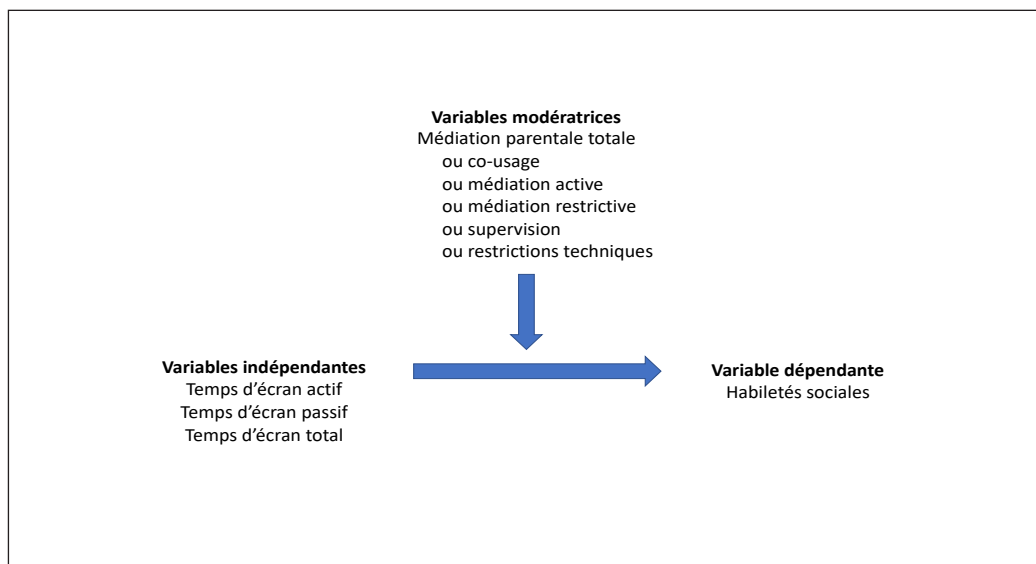 Variables modératrices
Médiation parentale totale
ou co-usage
ou médiation active
ou médiation restrictive
ou supervision
ou restrictions techniques
Variables indépendantes
Temps d’écran actif
Temps d’écran passif
Temps d’écran total
Variable dépendante
Habiletés sociales